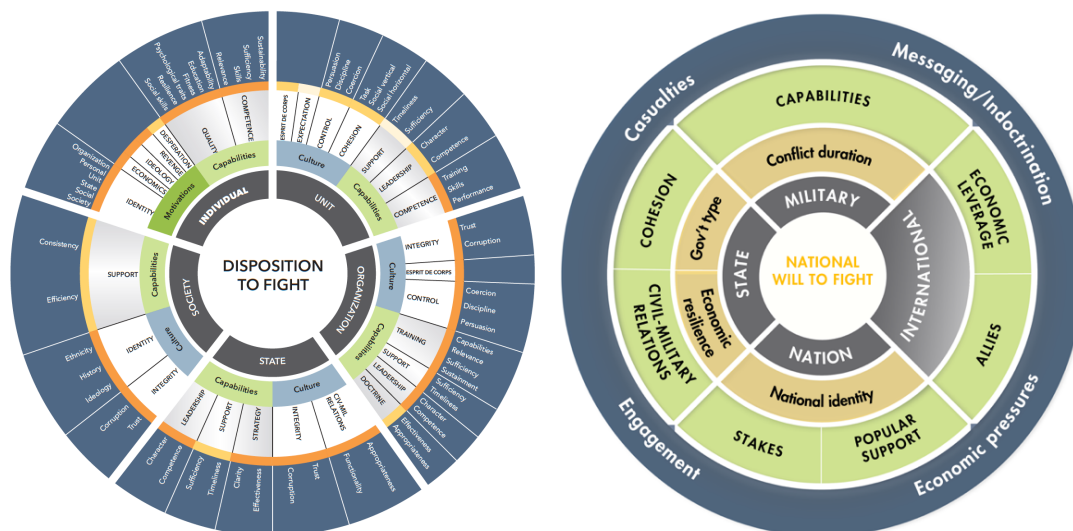 DISPOSITION
TO FIGHT
INDIVIDUAL
Motivations
Capabilities
IDENTITY
ECONOMICS
IDEOLOGY
REVENGE
DESPERATION
QUALITY
COMPETENCE
Organization
Personal
Unit
State
Social
Society
Social skills
Resilience
Psychological traits
Fitness
Education
Adaptability
Relevance
Skills
Sufficiency
Sustainability
UNIT
Culture
Capabilities
ESPRIT DE CORPS
EXPECTATION
CONTROL
COHESION
SUPPORT
LEADERSHIP
COMPETENCE
Persuasion
Discipline
Coercion
Task
Social vertical
Social horizontal
Timeliness
Sufficiency
Character
Competence
Training
Skills
Performance
ORGANIZATION
Culture
Capabilities
INTEGRITY
ESPRIT DE CORPS
CONTROL
TRAINING
SUPPORT
LEADERSHIP
DOCTRINE
Trust
Corruption
Coercion
Discipline
Persuasion
Capabilities
Relevance
Sufficiency
Sustainment
Sufficiency
Timeliness
Character
Competence
Effectiveness
Appropriateness
STATE
Culture
Capabilities
CIV-MIL
RELATIONS
INTEGRITY
STRATEGY
SUPPORT
LEADERSHIP
Appropriateness
Functionality
Trust
Corruption
Effectiveness
Clarity
Timeliness
Sufficiency
Competence
Character
SOCIETY
Culture
Capabilities
INTEGRITY
IDENTITY
SUPPORT
Trust
Corruption
Ideology
History
Ethnicity
Efficiency
Consistency
NATIONAL
WILL TO FIGHT
MILITARY
INTERNATIONAL
NATION
STATE
Conflict duration
National identity
Economic
resilience
Gov't type
CAPABILITIES
ECONOMIC
LEVERAGE
ALLIES
POPULAR
SUPPORT
STAKES
CIVIL-MILITARY
RELATIONS
COHESION
Casualties
Messaging/Indoctrination
Economic pressures
Engagement